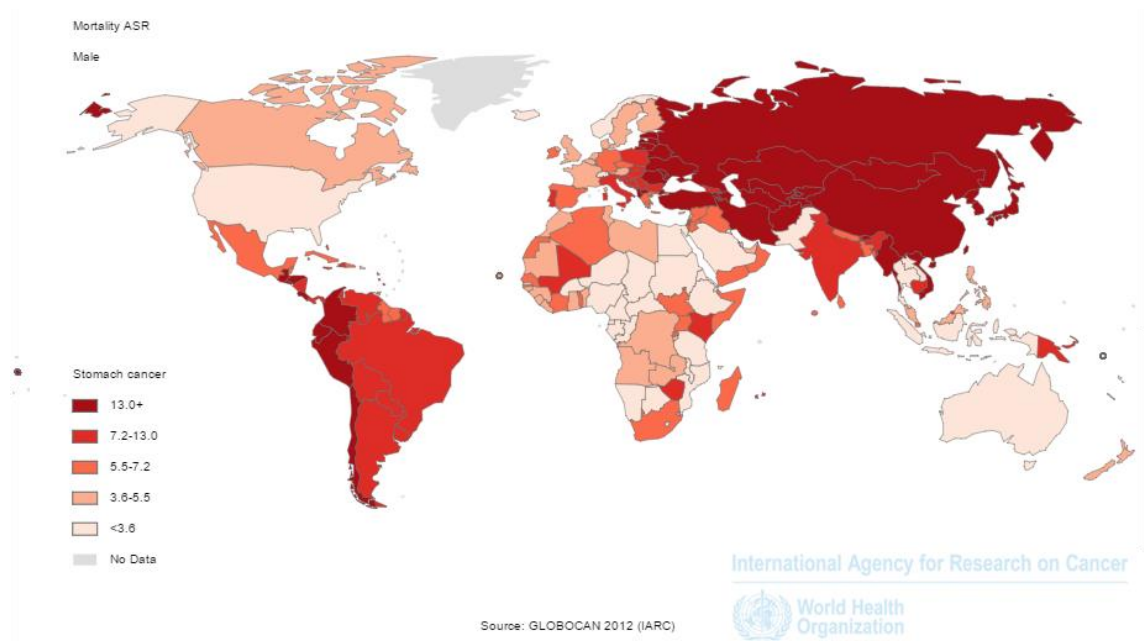 Mortality ASR
Male
Stomach cancer
13.0+
7.2-13.0
5.5-7.2
3.6-5.5
<3.6
No Data
International Agency for Research on Cancer
World Health
Organization
Source: GLOBOCAN 2012 (IARC)